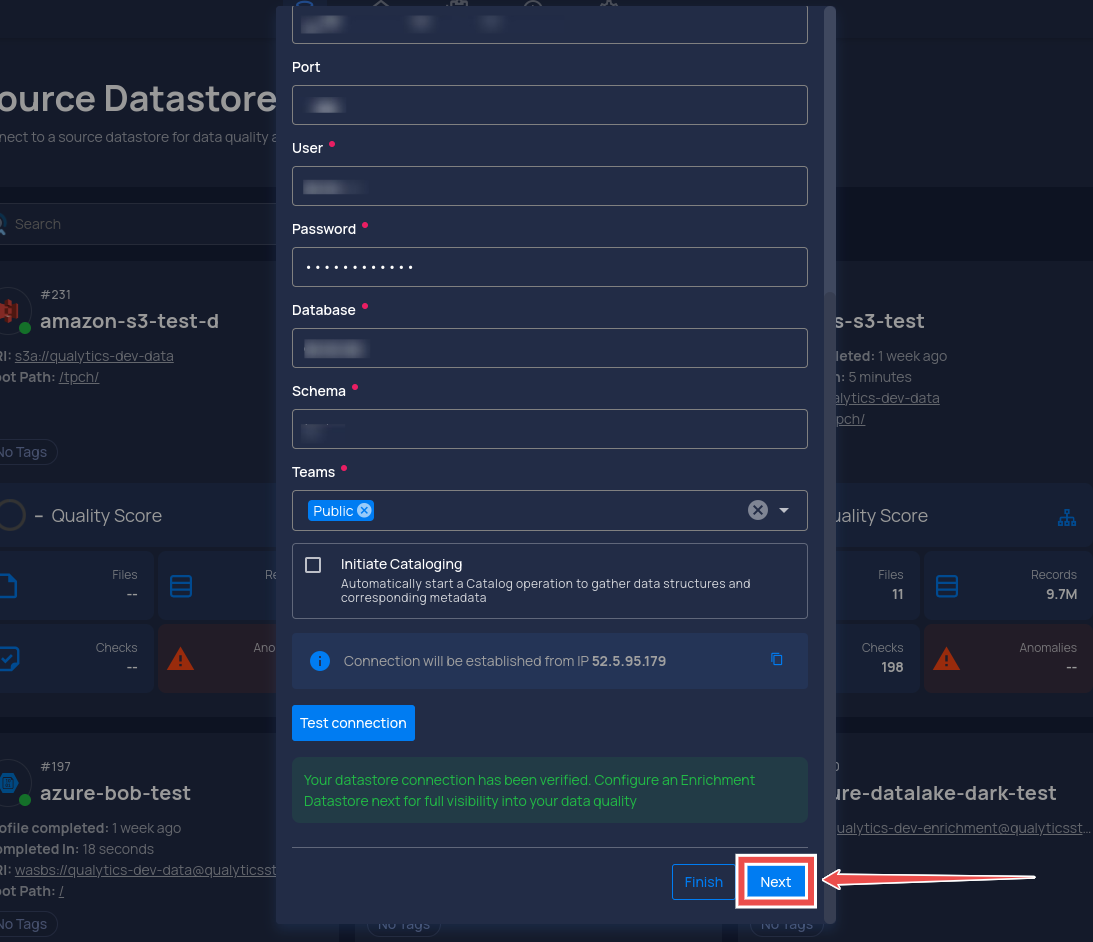 ource Datastore
nect to a source datastore for data quality a
Search
#231
amazon-s3-test-d
RI: s3a://qualytics-dev-data
oot Path: /tpch/
No Tags
– Quality Score
Files
--
Re
Checks
--
Ano
#197
azure-bob-test
ofile completed: 1 week ago
ompleted In: 18 seconds
RI: wasbs://qualytics-dev-data@qualyticsst
oot Path: /
No Tags
Port
User
Password
••••••••••••
Database
Schema
Teams
Public
Initiate Cataloging
Automatically start a Catalog operation to gather data structures and
corresponding metadata
Connection will be established from IP 52.5.95.179
Test connection
Your datastore connection has been verified. Configure an Enrichment
Datastore next for full visibility into your data quality
Finish
Next
No Tags
s-s3-test
leted: 1 week ago
n: 5 minutes
alytics-dev-data
pch/
uality Score
Files
11
Records
9.7M
Checks
198
Anomalies
--
0
ure-datalake-dark-test
ualytics-dev-enrichment@qualyticsst...
No Tags